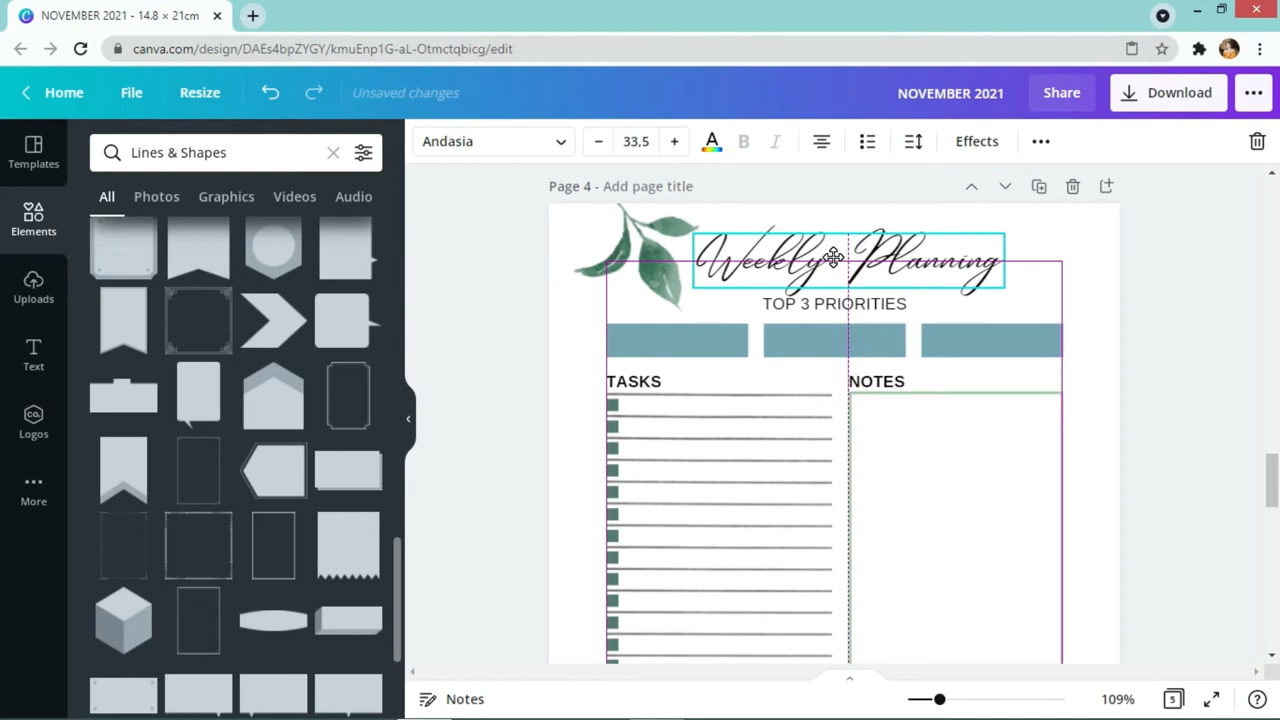 NOVEMBER 2021 - 14.8 × 21cm
canva.com/design/DAEs4bpZYGY/kmuEnp1G-aL-Otmctqbicg/edit
Home File Resize Unsaved changes NOVEMBER 2021 Share Download
Templates
Elements
Uploads
Text
CO.
Logos
More
Lines & Shapes
All Photos Graphics Videos Audio
Andasia 33,5 A B I Effects
Page 4 - Add page title
Weekly Planning
TOP 3 PRIORITIES
TASKS NOTES
Notes 109% 5 ?